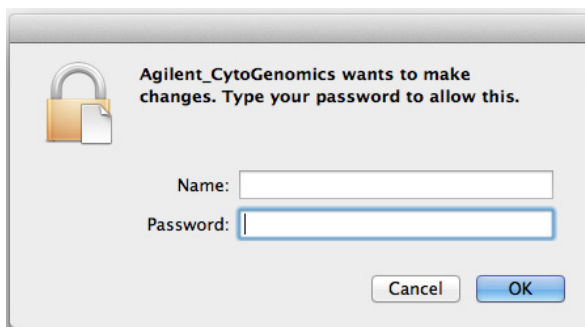 Agilent_CytoGenomics wants to make
changes. Type your password to allow this.
Name:
Password:
Cancel OK